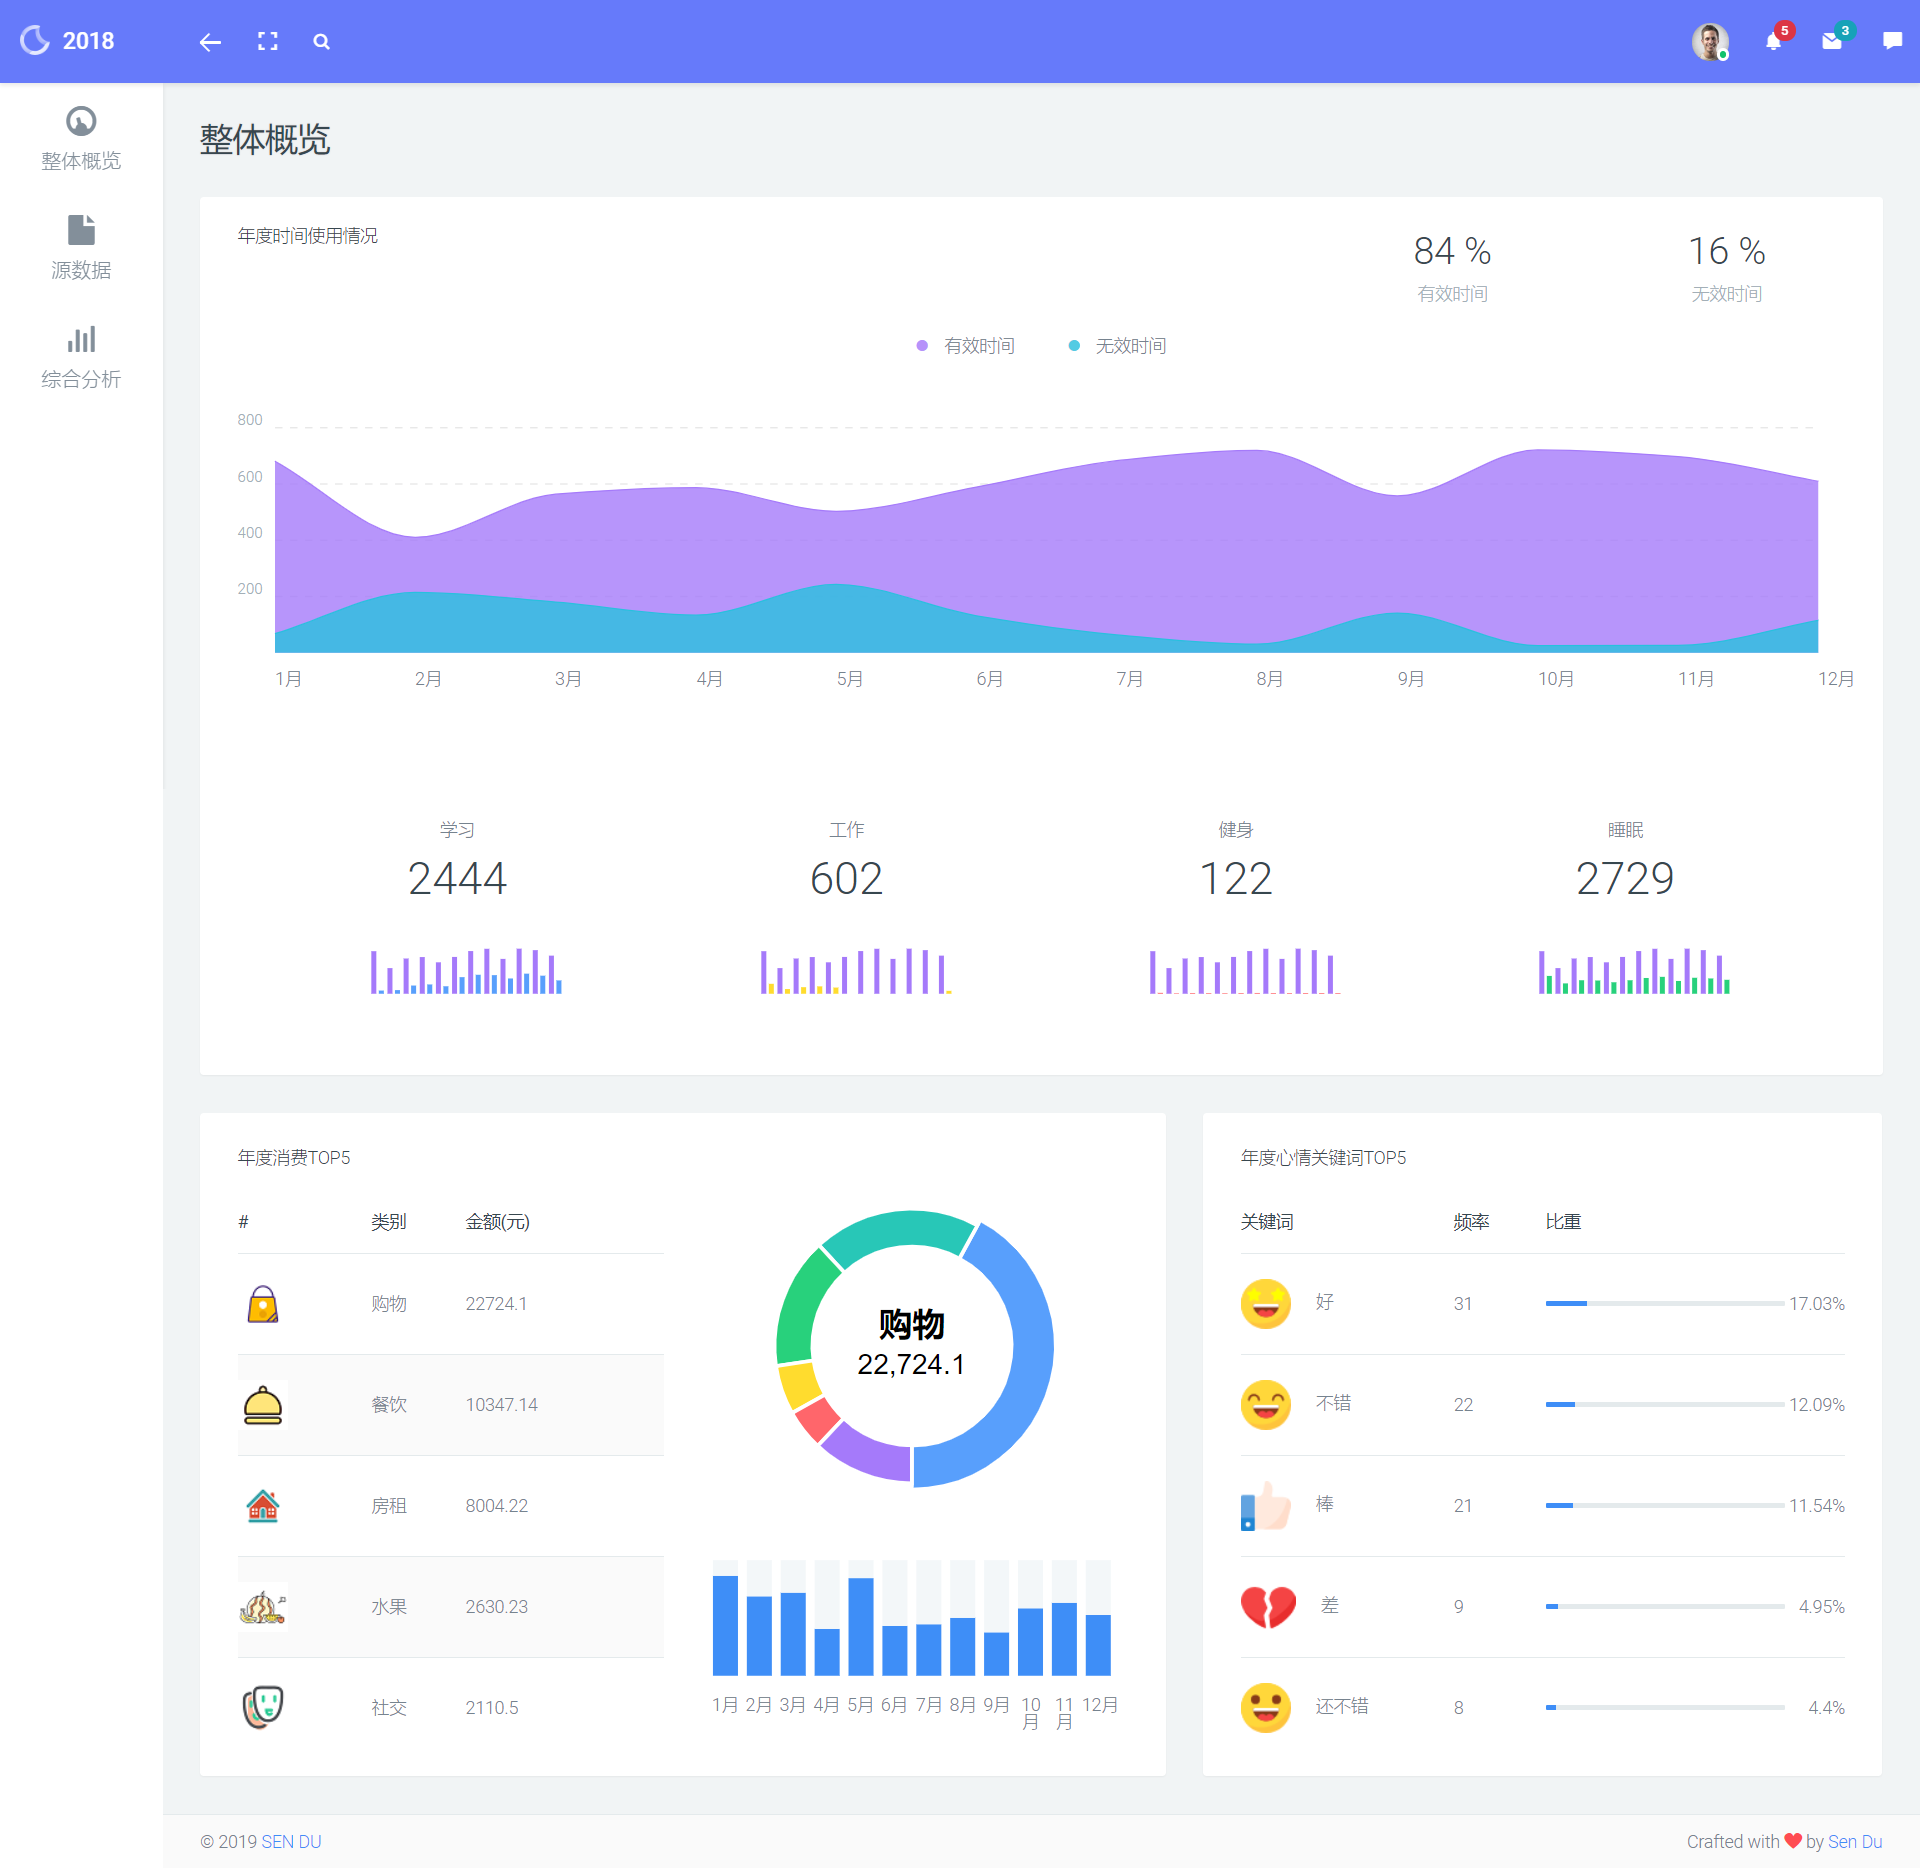 2018
5
3
整体概览
源数据
综合分析
整体概览
年度时间使用情况
84 %
有效时间
16 %
无效时间
有效时间
无效时间
800
600
400
200
1月 2月 3月 4月 5月 6月 7月 8月 9月 10月 11月 12月
学习
2444
工作
602
健身
122
睡眠
2729
年度消费TOP5
# 类别 金额(元)
购物 22724.1
餐饮 10347.14
房租 8004.22
水果 2630.23
社交 2110.5
购物
22,724.1
1月 2月 3月 4月 5月 6月 7月 8月 9月 10月 11月 12月
年度心情关键词TOP5
关键词 频率 比重
好 31 17.03%
不错 22 12.09%
棒 21 11.54%
差 9 4.95%
还不错 8 4.4%
© 2019 SEN DU
Crafted with ❤ by Sen Du